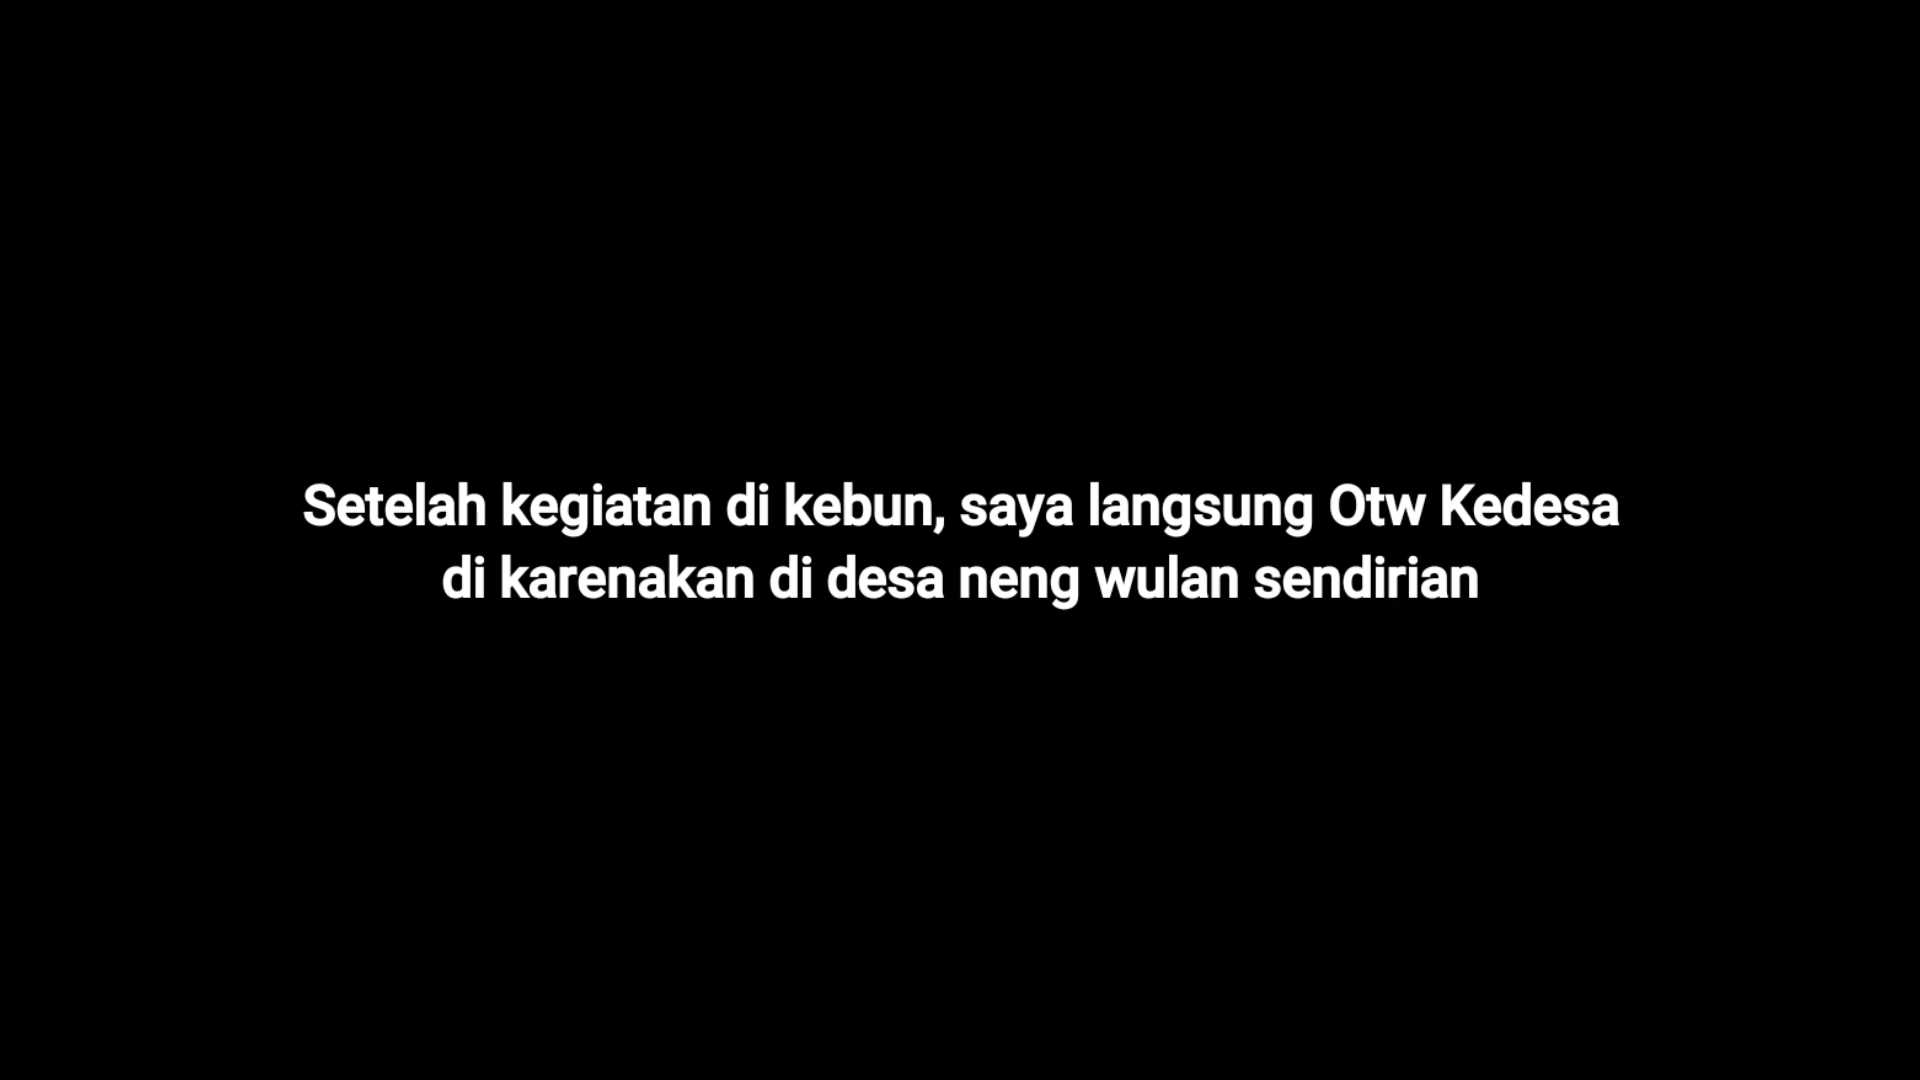 Setelah kegiatan di kebun, saya langsung Otw Kedesa
di karenakan di desa neng wulan sendirian